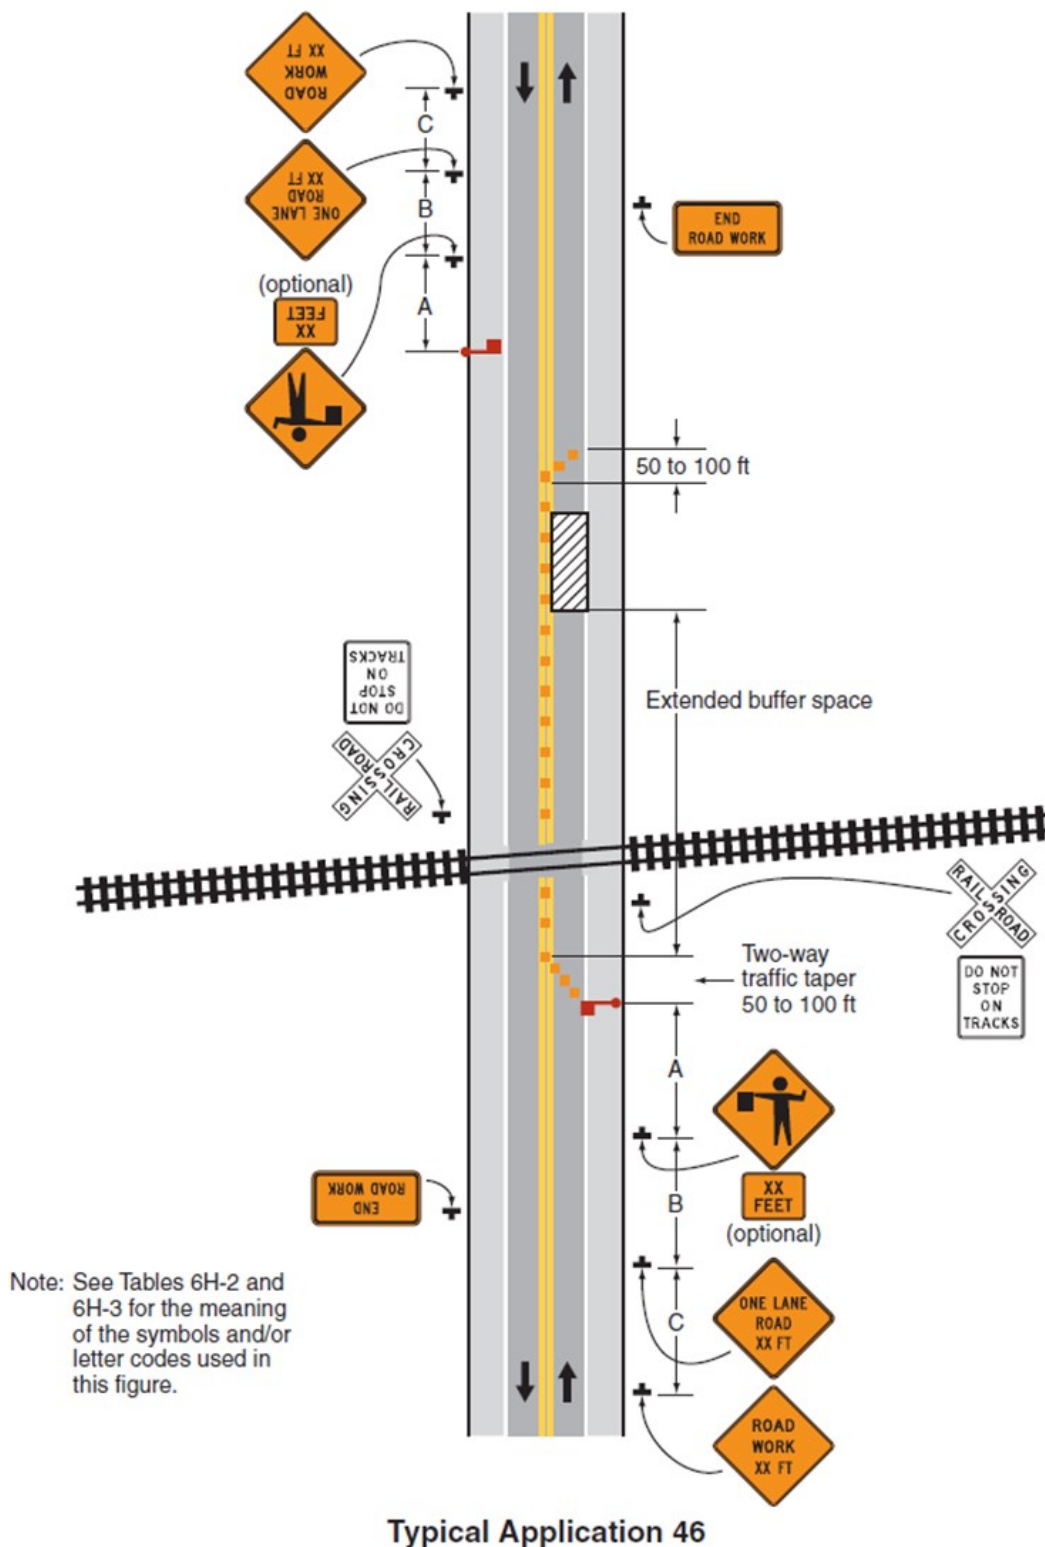 ROAD
WORK
XX FT
C
ONE LANE
ROAD
XX FT
B
END
ROAD WORK
(optional)
XX
FEET
A
50 to 100 ft
DO NOT
STOP
ON
TRACKS
Extended buffer space
RAILROAD
CROSSING
RAILROAD
CROSSING
Two-way
traffic taper
50 to 100 ft
DO NOT
STOP
ON
TRACKS
A
END
ROAD WORK
B
XX
FEET
(optional)
Note: See Tables 6H-2 and
6H-3 for the meaning
of the symbols and/or
letter codes used in
this figure.
C
ONE LANE
ROAD
XX FT
ROAD
WORK
XX FT
Typical Application 46